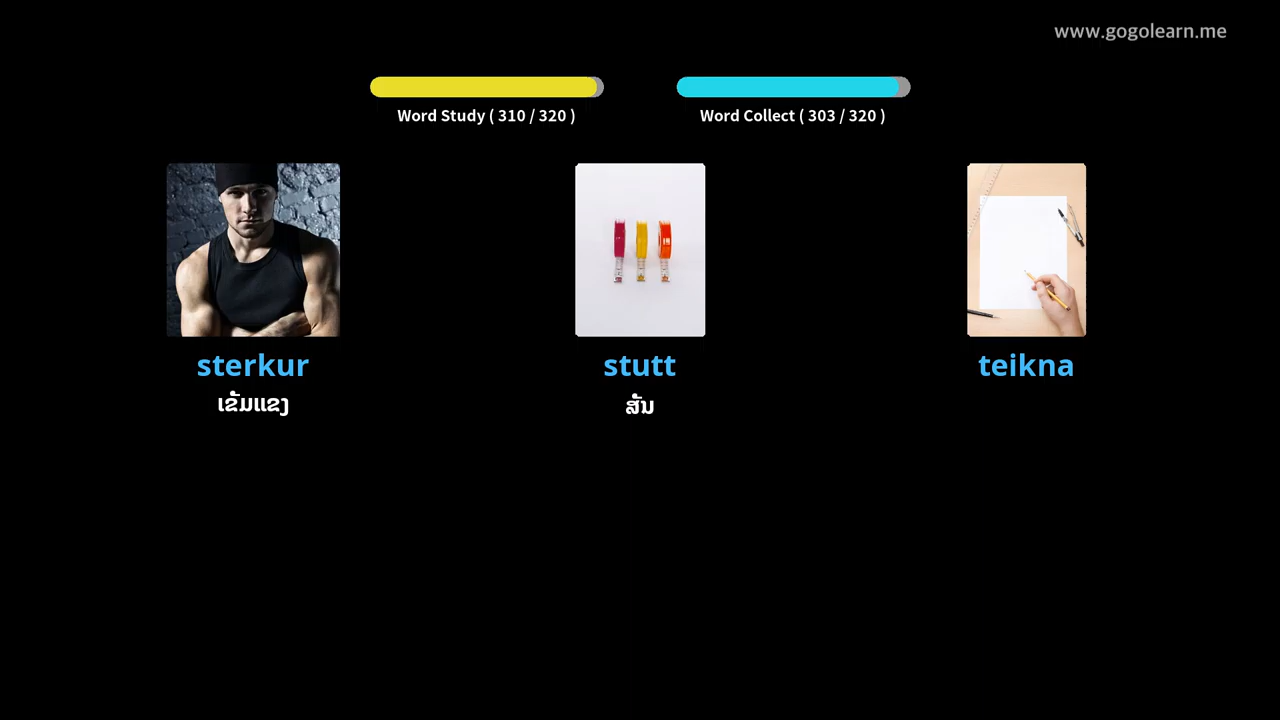 www.gogolearn.me
Word Study ( 310 / 320 )
Word Collect ( 303 / 320 )
sterkur
stutt
teikna
ເຂັ້ມແຂງ
ສັ້ນ